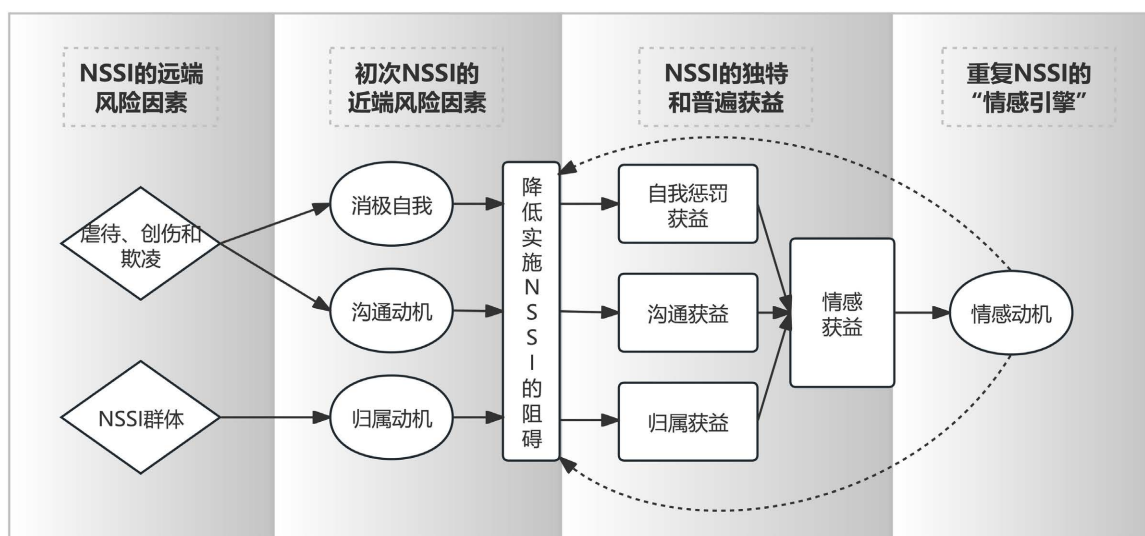 NSSI的远端
风险因素
初次NSSI的
近端风险因素
NSSI的独特
和普遍获益
重复NSSI的
“情感引擎”
虐待、创伤和
欺凌
NSSI群体
消极自我
沟通动机
归属动机
降
低
实
施
N
S
S
I
的
阻
碍
自我惩罚
获益
沟通获益
归属获益
情感
获益
情感动机